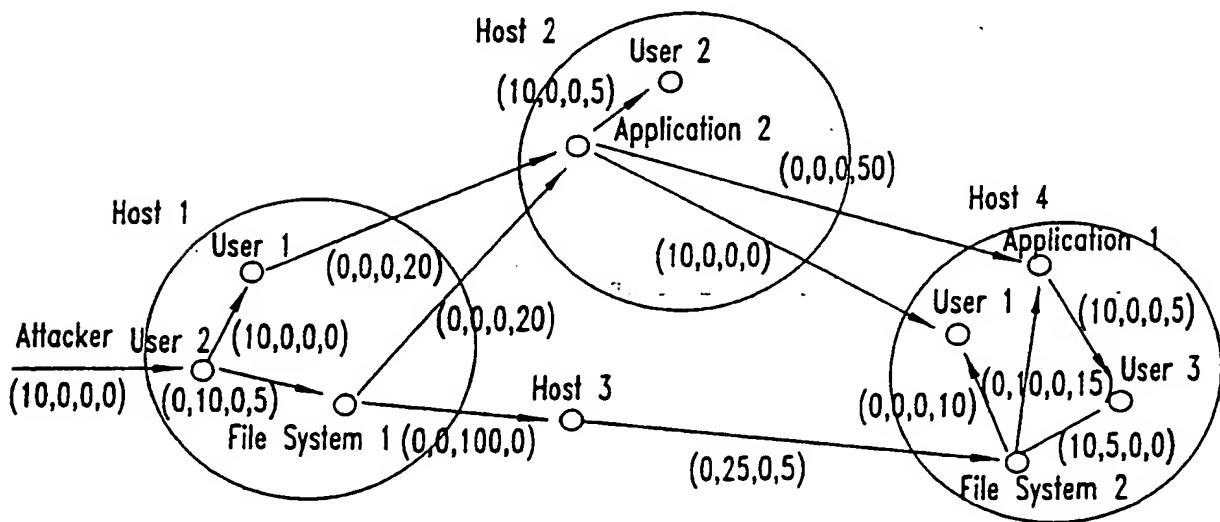 Host 2
User 2
(10,0,0,5)
Application 2
(0,0,0,50)
Host 4
Application 1
Host 1
User 1
(0,0,0,20)
(10,0,0,0)
User 1
(10,0,0,5)
(0,0,0,20)
Attacker
User 2
(10,0,0,0)
(10,0,0,0)
(0,10,0,5)
Host 3
User 3
(0,0,0,10)
(0,10,0,15)
File System 1
(0,0,100,0)
(10,5,0,0)
(0,25,0,5)
File System 2